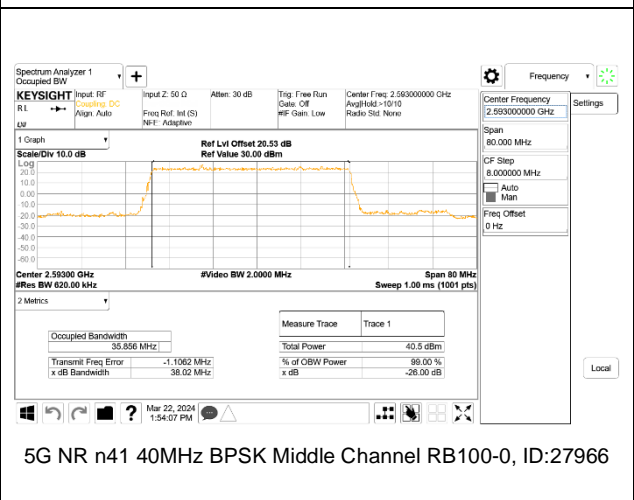 Spectrum Analyzer 1
Occupied BW
Frequency
KEYSIGHT
Input: RF
Coupling: DC
Align: Auto
Input Z: 50 Ω
Freq Ref: Int (S)
NFE: Adaptive
Atten: 30 dB
Trig: Free Run
Gate: Off
#IF Gain: Low
Center Freq: 2.593000000 GHz
Avg|Hold:>10/10
Radio Std: None
Center Frequency
2.593000000 GHz
Settings
Span
80.000 MHz
CF Step
8.000000 MHz
Auto
Man
Freq Offset
0 Hz
1 Graph
Scale/Div 10.0 dB
Ref Lvl Offset 20.53 dB
Ref Value 30.00 dBm
Log
20.0
10.0
0.00
-10.0
-20.0
-30.0
-40.0
-50.0
-60.0
Center 2.59300 GHz
#Res BW 620.00 kHz
#Video BW 2.0000 MHz
Span 80 MHz
Sweep 1.00 ms (1001 pts)
2 Metrics
Occupied Bandwidth
35.856 MHz
Transmit Freq Error -1.1062 MHz
x dB Bandwidth 38.02 MHz
Measure Trace Trace 1
Total Power 40.5 dBm
% of OBW Power 99.00 %
x dB -26.00 dB
Local
Mar 22, 2024
1:54:07 PM
5G NR n41 40MHz BPSK Middle Channel RB100-0, ID:27966